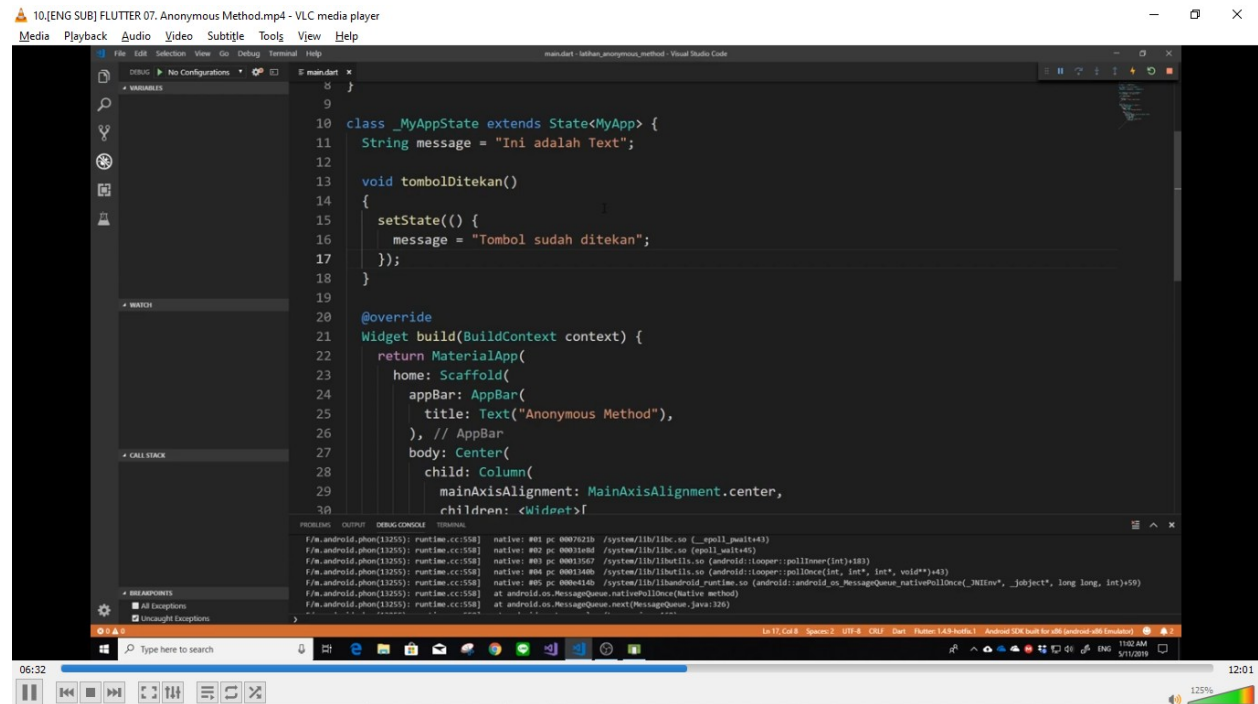 10.[ENG SUB] FLUTTER 07. Anonymous Method.mp4 - VLC media player
Media Playback Audio Video Subtitle Tools View Help
File Edit Selection View Go Debug Terminal Help
main.dart - latihan_anonymous_method - Visual Studio Code
DEBUG No Configurations
main.dart ×
VARIABLES
WATCH
CALL STACK
BREAKPOINTS
All Exceptions
Uncaught Exceptions
8 }
9
10 class _MyAppState extends State<MyApp> {
11 String message = "Ini adalah Text";
12
13 void tombolDitekan()
14 {
15 setState(() {
16 message = "Tombol sudah ditekan";
17 });
18 }
19
20 @override
21 Widget build(BuildContext context) {
22 return MaterialApp(
23 home: Scaffold(
24 appBar: AppBar(
25 title: Text("Anonymous Method"),
26 ), // AppBar
27 body: Center(
28 child: Column(
29 mainAxisAlignment: MainAxisAlignment.center,
30 children: <Widget>[
PROBLEMS OUTPUT DEBUG CONSOLE TERMINAL
F/m.android.phon(13255): runtime.cc:558] native: #01 pc 0007621b /system/lib/libc.so (__epoll_pwait+43)
F/m.android.phon(13255): runtime.cc:558] native: #02 pc 00031e8d /system/lib/libc.so (epoll_wait+45)
F/m.android.phon(13255): runtime.cc:558] native: #03 pc 00013567 /system/lib/libutils.so (android::Looper::pollInner(int)+183)
F/m.android.phon(13255): runtime.cc:558] native: #04 pc 0001340b /system/lib/libutils.so (android::Looper::pollOnce(int, int*, int*, void**)+43)
F/m.android.phon(13255): runtime.cc:558] native: #05 pc 000e414b /system/lib/libandroid_runtime.so (android::android_os_MessageQueue_nativePollOnce(_JNIEnv*, _jobject*, long long, int)+59)
F/m.android.phon(13255): runtime.cc:558] at android.os.MessageQueue.nativePollOnce(Native method)
F/m.android.phon(13255): runtime.cc:558] at android.os.MessageQueue.next(MessageQueue.java:326)
0 0
Ln 17, Col 8 Spaces: 2 UTF-8 CRLF Dart Flutter: 1.4.9-hotfix.1 Android SDK built for x86 (android-x86 Emulator) 2
Type here to search
ENG
11:02 AM
5/11/2019
06:32
12:01
125%